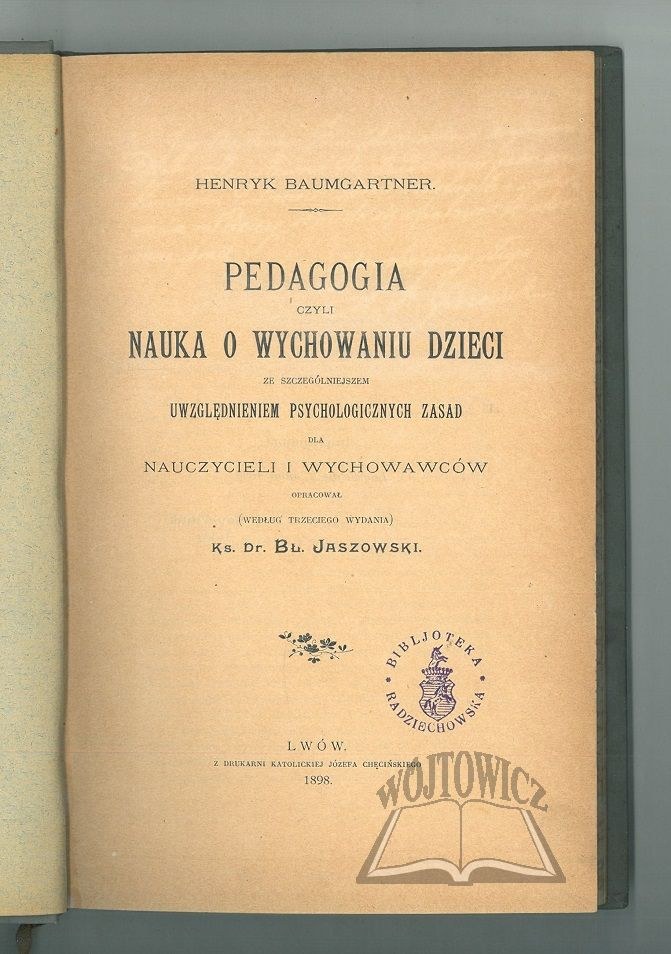 HENRYK BAUMGARTNER.
PEDAGOGIA
CZYLI
NAUKA O WYCHOWANIU DZIECI
ZE SZCZEGÓLNIEJSZEM
UWZGLĘDNIENIEM PSYCHOLOGICZNYCH ZASAD
DLA
NAUCZYCIELI I WYCHOWAWCÓW
OPRACOWAŁ
(WEDŁUG TRZECIEGO WYDANIA)
Ks. Dr. BŁ. JASZOWSKI.
BIBLJOTEKA
RADZIECHOWSKA
LWÓW.
Z DRUKARNI KATOLICKIEJ JÓZEFA CHĘCIŃSKIEGO
1898.
WÓJTOWICZ